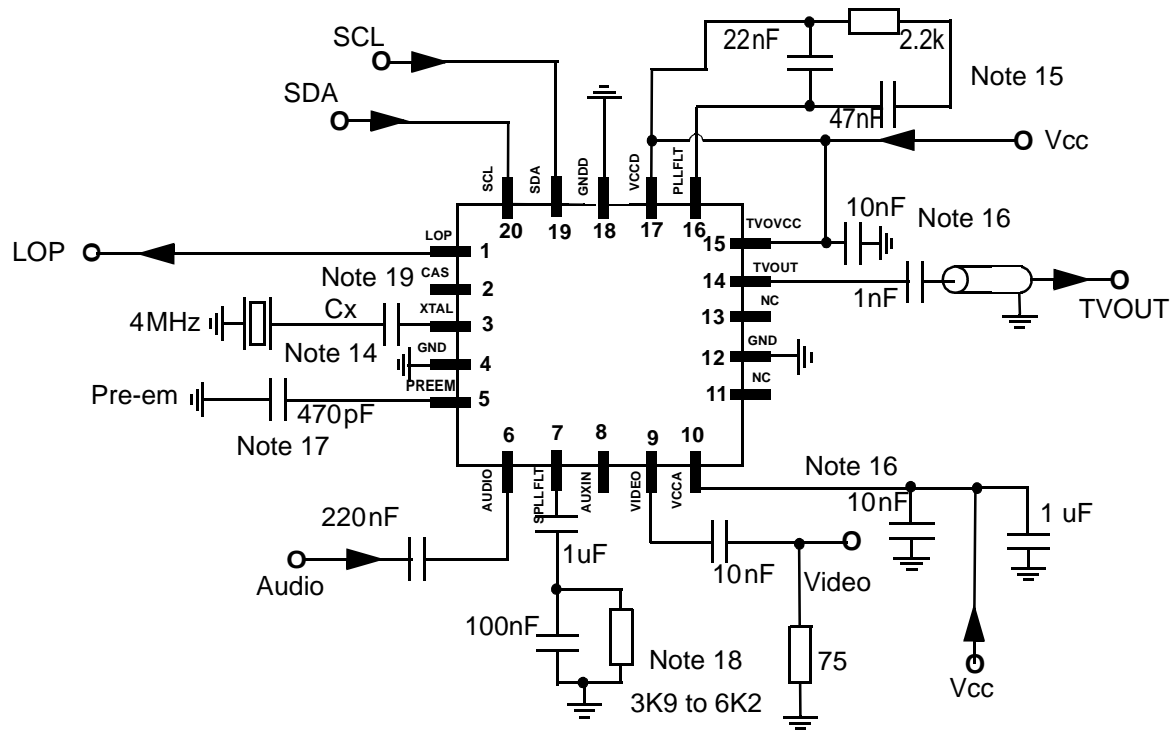 SCL
22nF
2.2k
Note 15
SDA
47nF
Vcc
SCL
SDA
GNDD
VCCD
PLLFLT
20
19
18
17
16
10nF
Note 16
LOP
LOP
1
15
TVOVCC
Note 19
CAS
2
14
TVOUT
1nF
TVOUT
4MHz
Cx
XTAL
3
13
NC
Note 14
GND
4
12
GND
Pre-em
PREEM
5
11
NC
470pF
Note 17
6
7
8
9
10
AUDIO
SPLLFLT
AUXIN
VIDEO
VCCA
Note 16
10nF
1 uF
220nF
Audio
1uF
10nF
Video
100nF
Note 18
3K9 to 6K2
75
Vcc